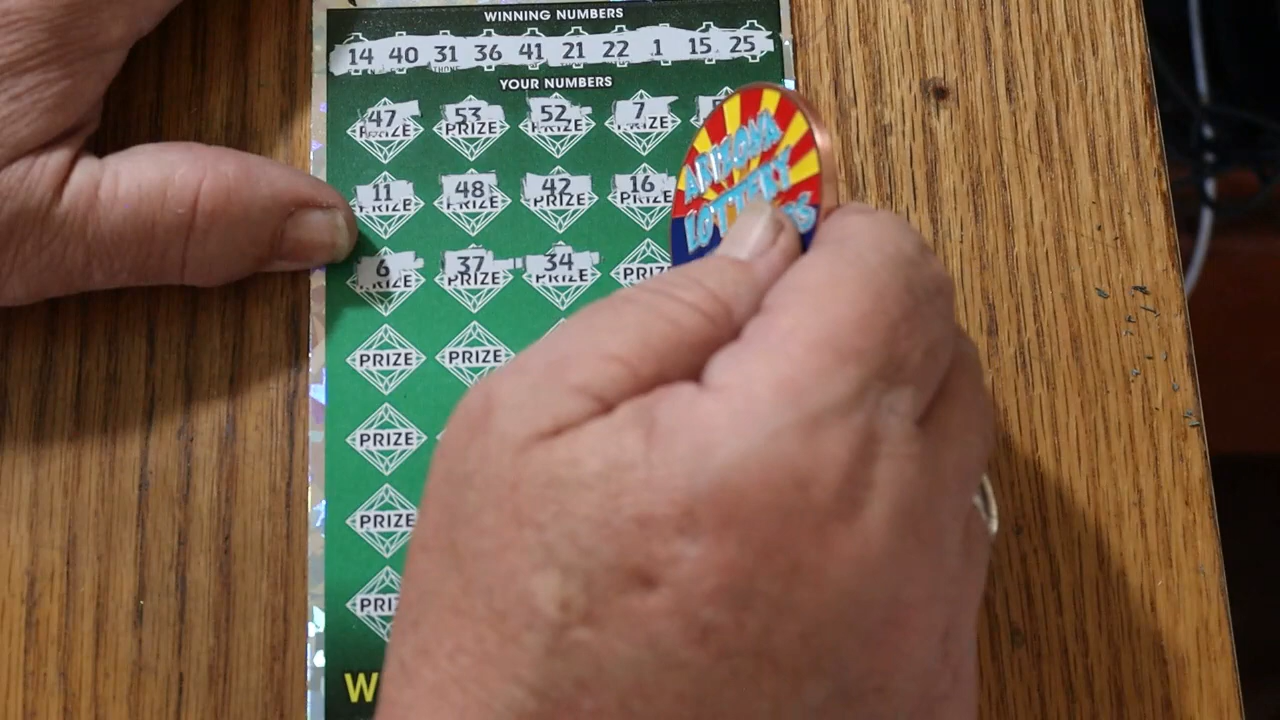 WINNING NUMBERS
14 40 31 36 41 21 22 1 15 25
YOUR NUMBERS
47 53 52 7
PRIZE PRIZE PRIZE PRIZE
11 48 42 16
PRIZE PRIZE PRIZE PRIZE
6 37 34
PRIZE PRIZE PRIZE PRIZE
PRIZE PRIZE
PRIZE
PRIZE
PRIZ
W
ARIZONA
LOTTERY